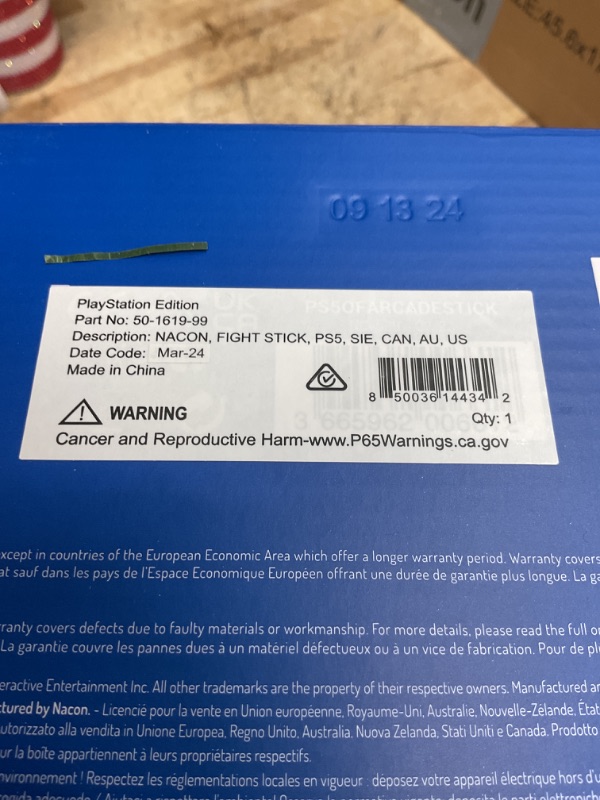 09 13 24
PlayStation Edition
Part No: 50-1619-99
Description: NACON, FIGHT STICK, PS5, SIE, CAN, AU, US
Date Code: Mar-24
Made in China
PS5OFARCADESTICK
8 50036 14434 2
3 665962 006
Qty: 1
WARNING
Cancer and Reproductive Harm-www.P65Warnings.ca.gov
xcept in countries of the European Economic Area which offer a longer warranty period. Warranty covers
at sauf dans les pays de l'Espace Economique Européen offrant une durée de garantie plus longue. La ga
ranty covers defects due to faulty materials or workmanship. For more details, please read the full
La garantie couvre les pannes dues à un matériel défectueux ou à un vice de fabrication. Pour de pl
eractive Entertainment Inc. All other trademarks are the property of their respective owners. Manufactured
tured by Nacon. - Licencié pour la vente en Union européenne, Royaume-Uni, Australie, Nouvelle-Zélande, État
utorizzato alla vendita in Unione Europea, Regno Unito, Australia, Nuova Zelanda, Stati Uniti e Canada. Prodotto
ur la boîte appartiennent à leurs propriétaires respectifs.
nvironnement ! Respectez les réglementations locales en vigueur : déposez votre appareil électrique hors d'u